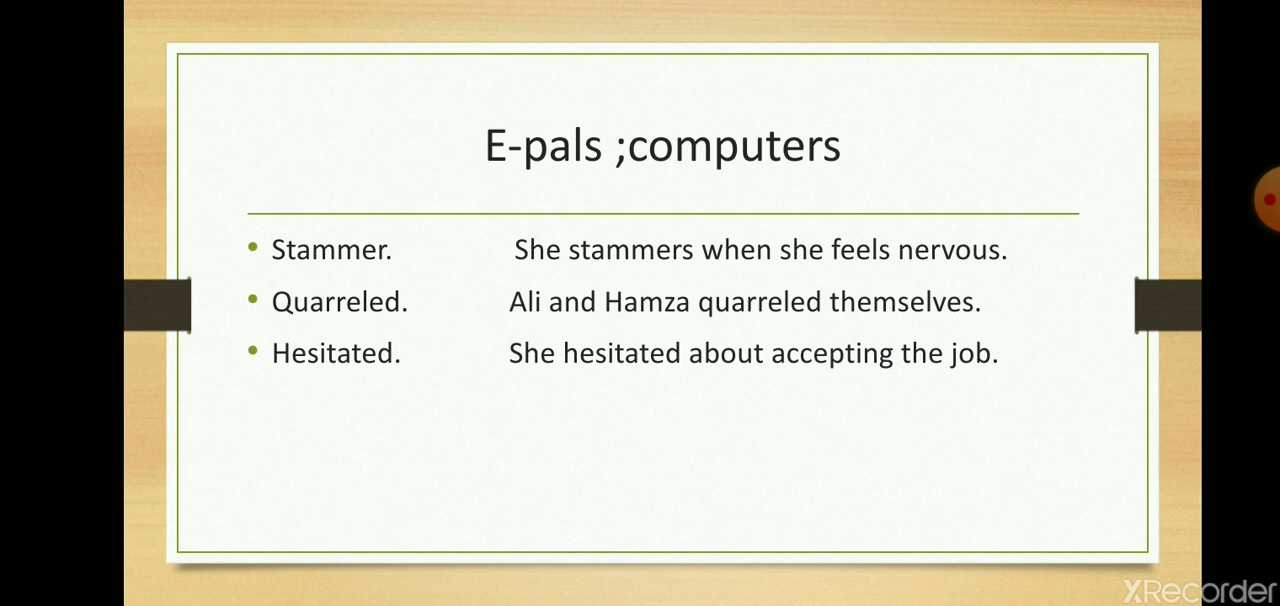 E-pals ;computers
• Stammer. She stammers when she feels nervous.
• Quarreled. Ali and Hamza quarreled themselves.
• Hesitated. She hesitated about accepting the job.
XRecorder